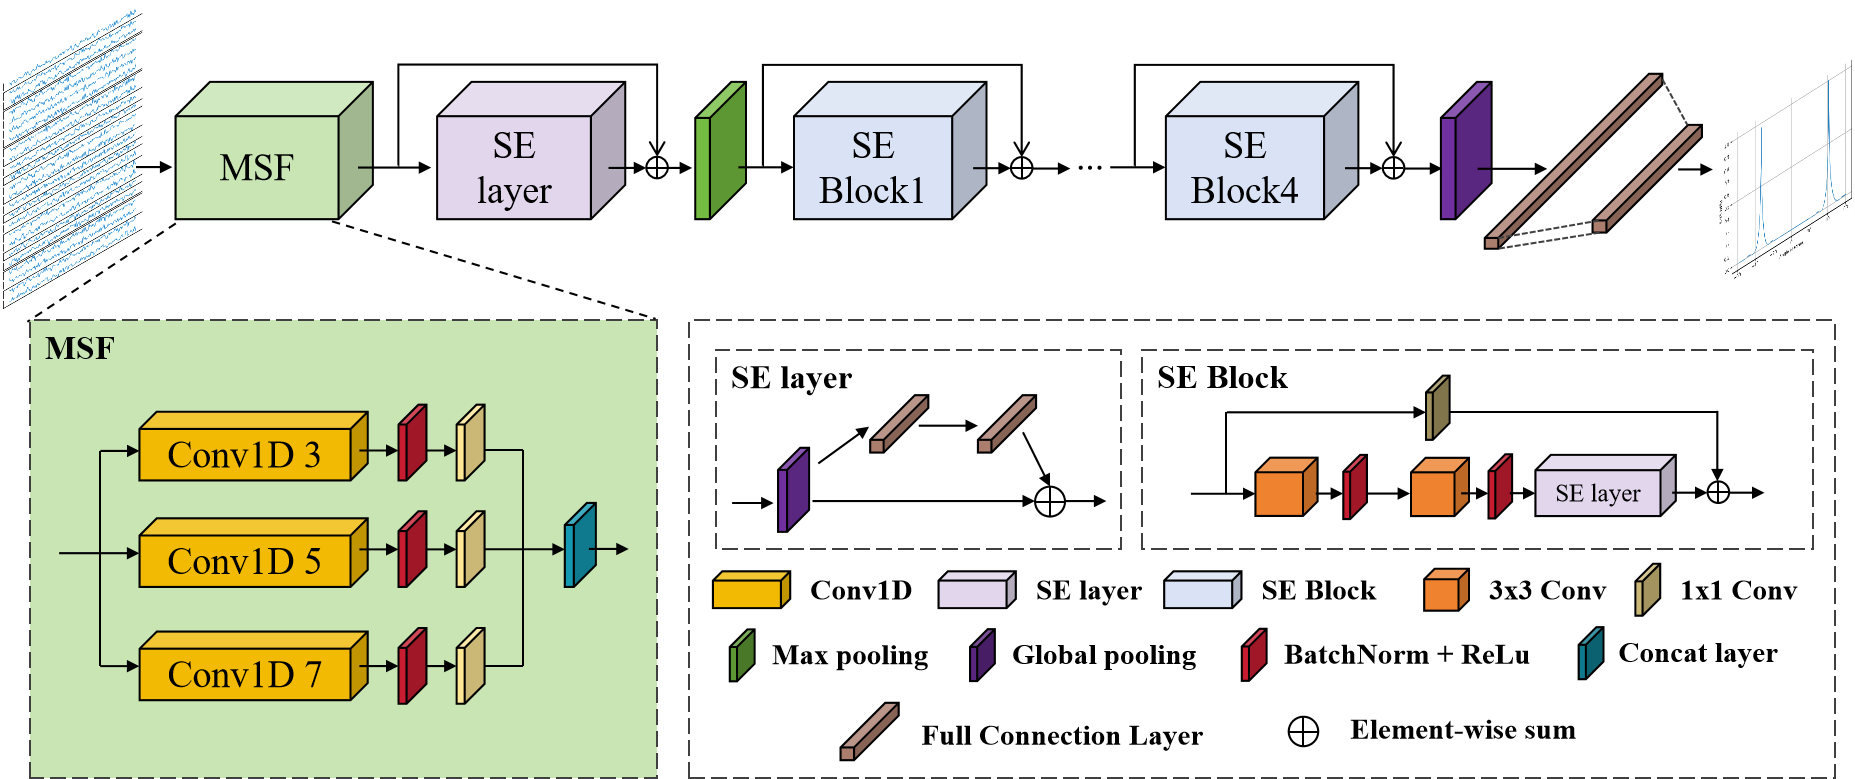 MSF
SE
layer
SE
Block1
...
SE
Block4
MSF
Conv1D 3
Conv1D 5
Conv1D 7
SE layer
SE Block
SE layer
Conv1D
SE layer
SE Block
3x3 Conv
1x1 Conv
Max pooling
Global pooling
BatchNorm + ReLu
Concat layer
Full Connection Layer
Element-wise sum